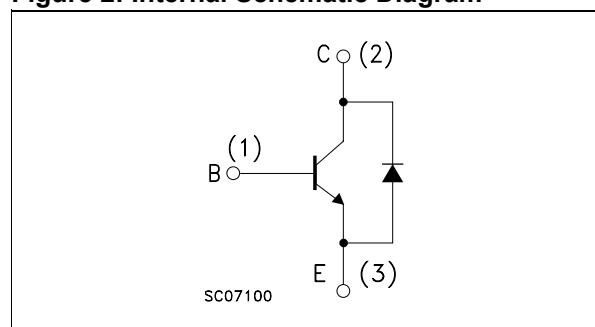 Figure 2: Internal Schematic Diagram
C (2)
(1)
B
E (3)
SC07100